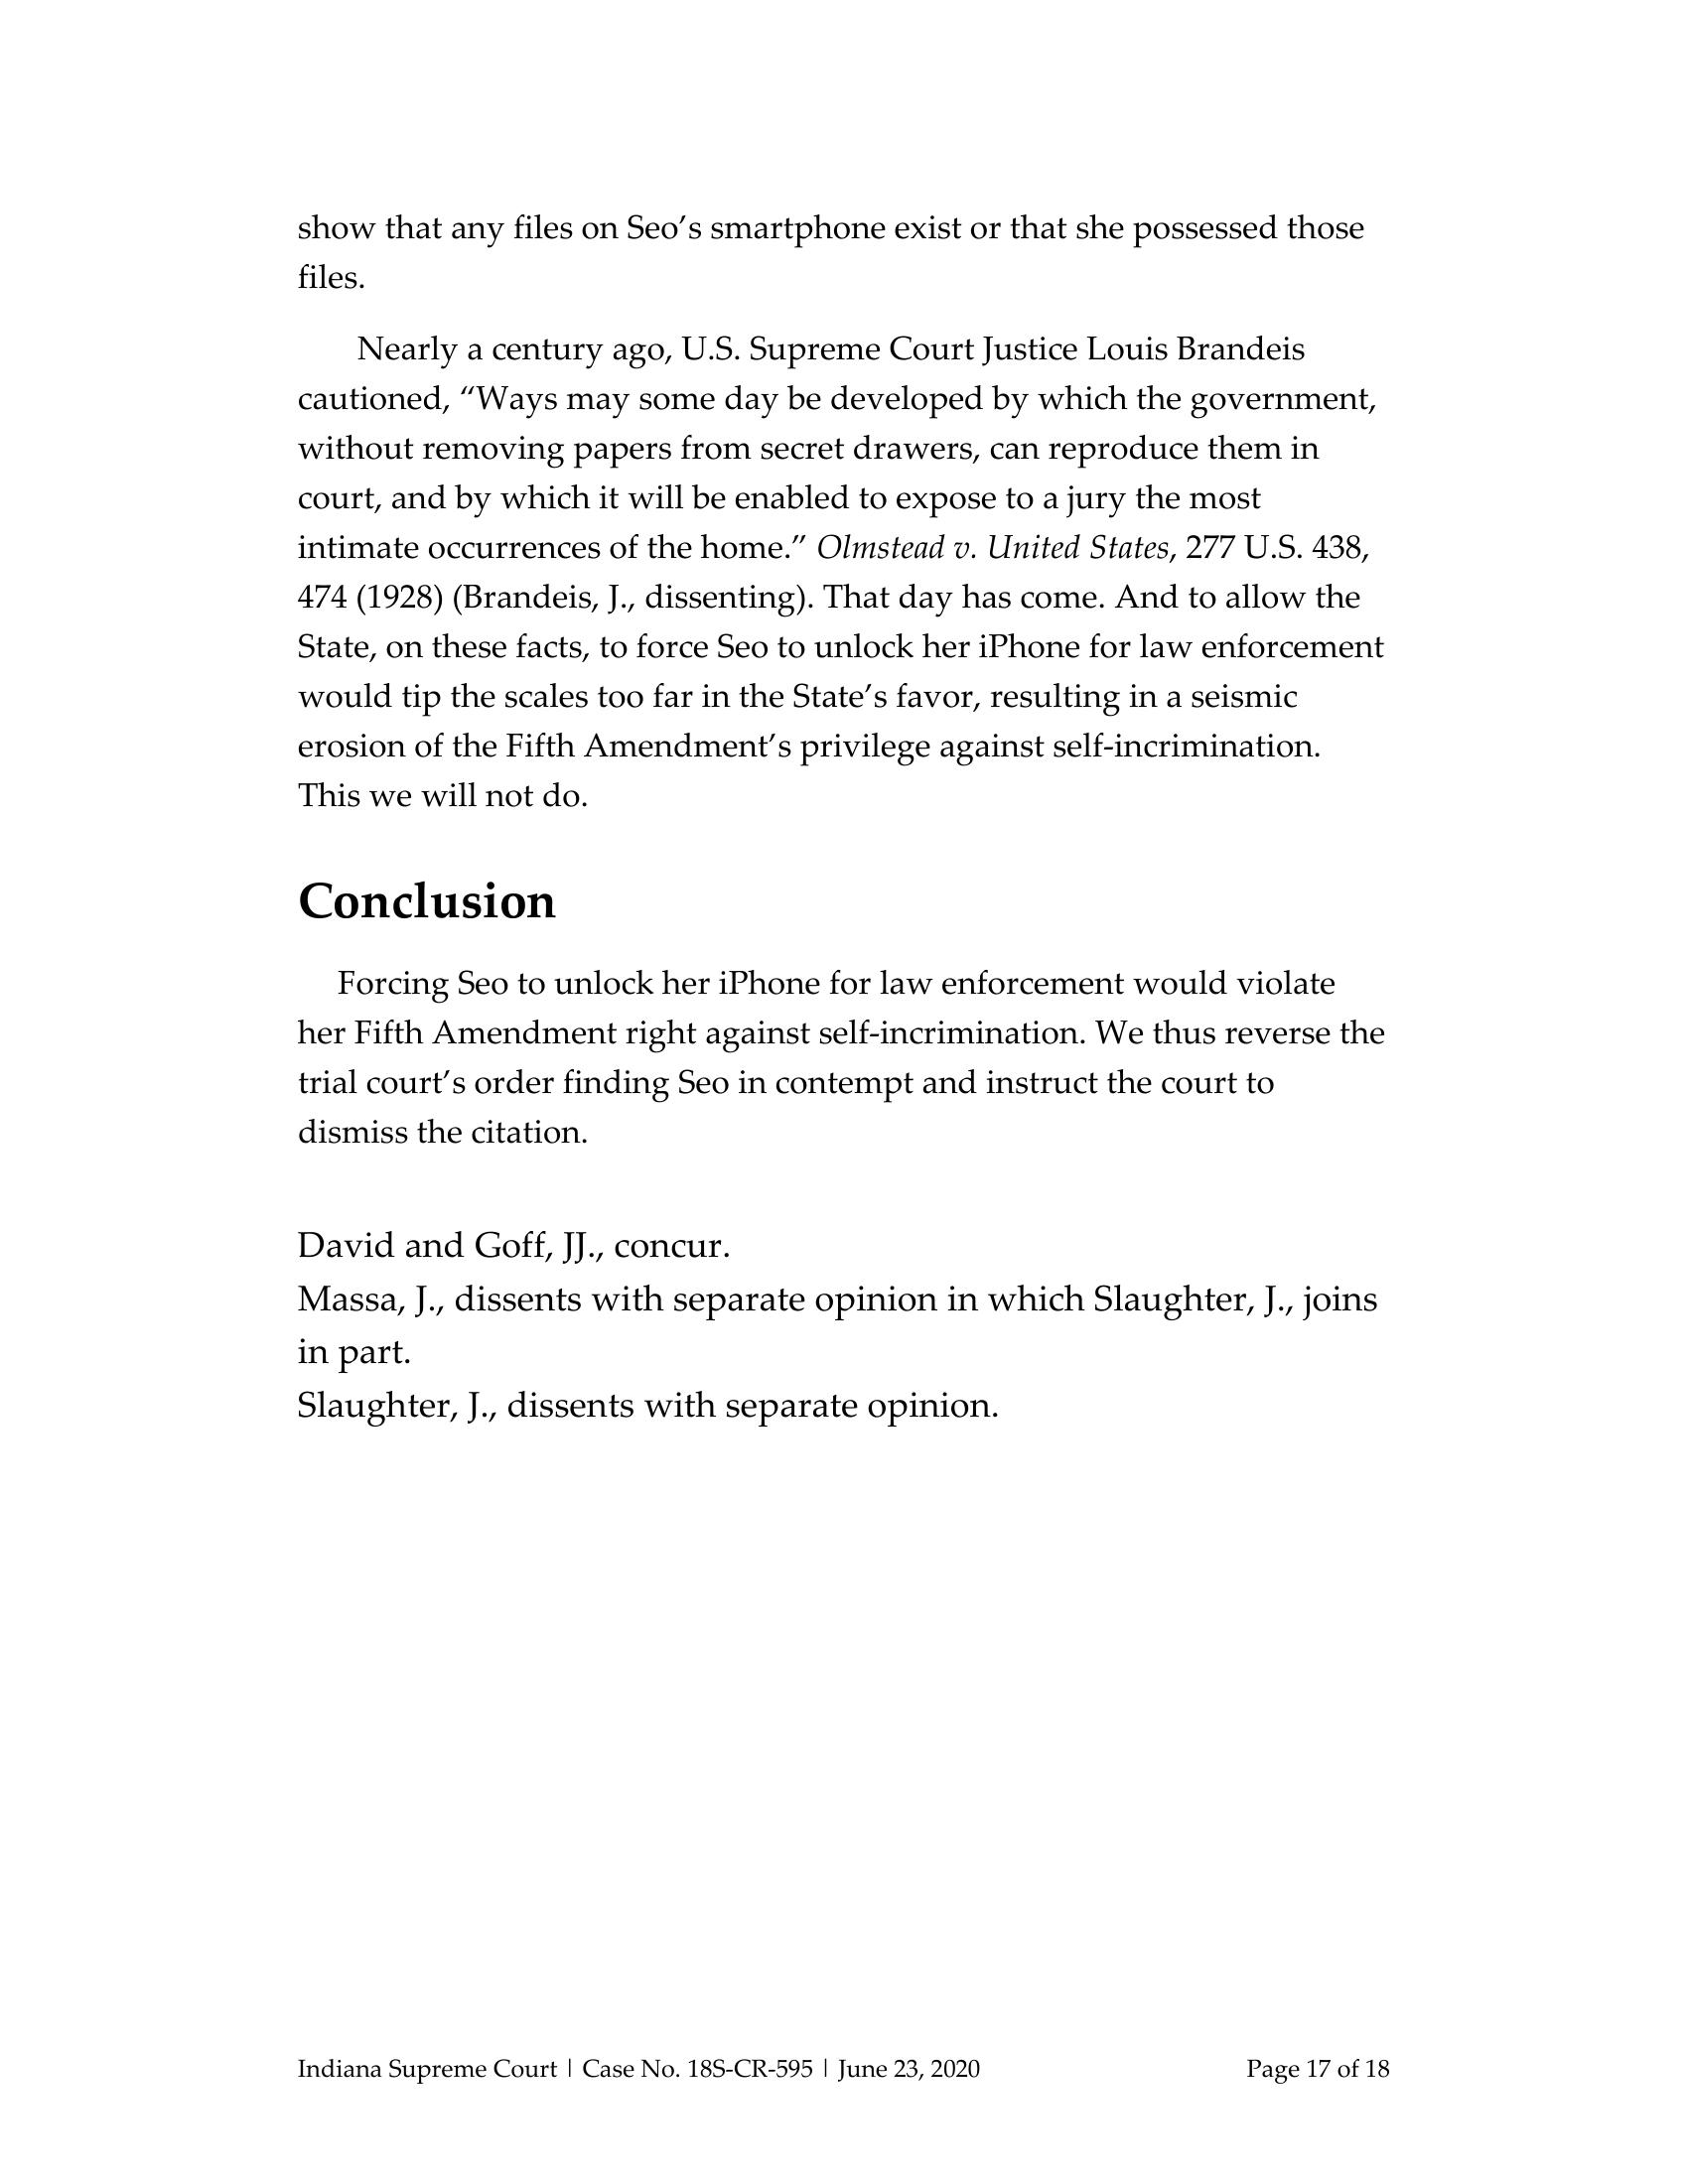 show that any files on Seo’s smartphone exist or that she possessed those
files.
Nearly a century ago, U.S. Supreme Court Justice Louis Brandeis
cautioned, “Ways may some day be developed by which the government,
without removing papers from secret drawers, can reproduce them in
court, and by which it will be enabled to expose to a jury the most
intimate occurrences of the home.” Olmstead v. United States, 277 U.S. 438,
474 (1928) (Brandeis, J., dissenting). That day has come. And to allow the
State, on these facts, to force Seo to unlock her iPhone for law enforcement
would tip the scales too far in the State’s favor, resulting in a seismic
erosion of the Fifth Amendment’s privilege against self-incrimination.
This we will not do.
Conclusion
Forcing Seo to unlock her iPhone for law enforcement would violate
her Fifth Amendment right against self-incrimination. We thus reverse the
trial court’s order finding Seo in contempt and instruct the court to
dismiss the citation.
David and Goff, JJ., concur.
Massa, J., dissents with separate opinion in which Slaughter, J., joins
in part.
Slaughter, J., dissents with separate opinion.
Indiana Supreme Court | Case No. 18S-CR-595 | June 23, 2020 Page 17 of 18